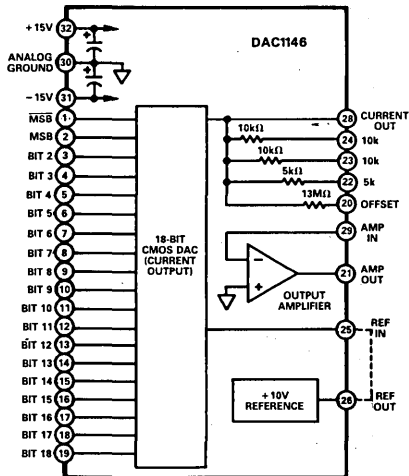 DAC1146
+15V 32
ANALOG GROUND 30
-15V 31
MSB 1
MSB 2
BIT 2 3
BIT 3 4
BIT 4 5
BIT 5 6
BIT 6 7
BIT 7 8
BIT 8 9
BIT 9 10
BIT 10 11
BIT 11 12
BIT 12 13
BIT 13 14
BIT 14 15
BIT 15 16
BIT 16 17
BIT 17 18
BIT 18 19
18-BIT
CMOS DAC
(CURRENT
OUTPUT)
28 CURRENT OUT
10kΩ 24 10k
10kΩ 23 10k
5kΩ 22 5k
13MΩ 20 OFFSET
29 AMP IN
21 AMP OUT
OUTPUT
AMPLIFIER
25 REF IN
+10V
REFERENCE
26 REF OUT